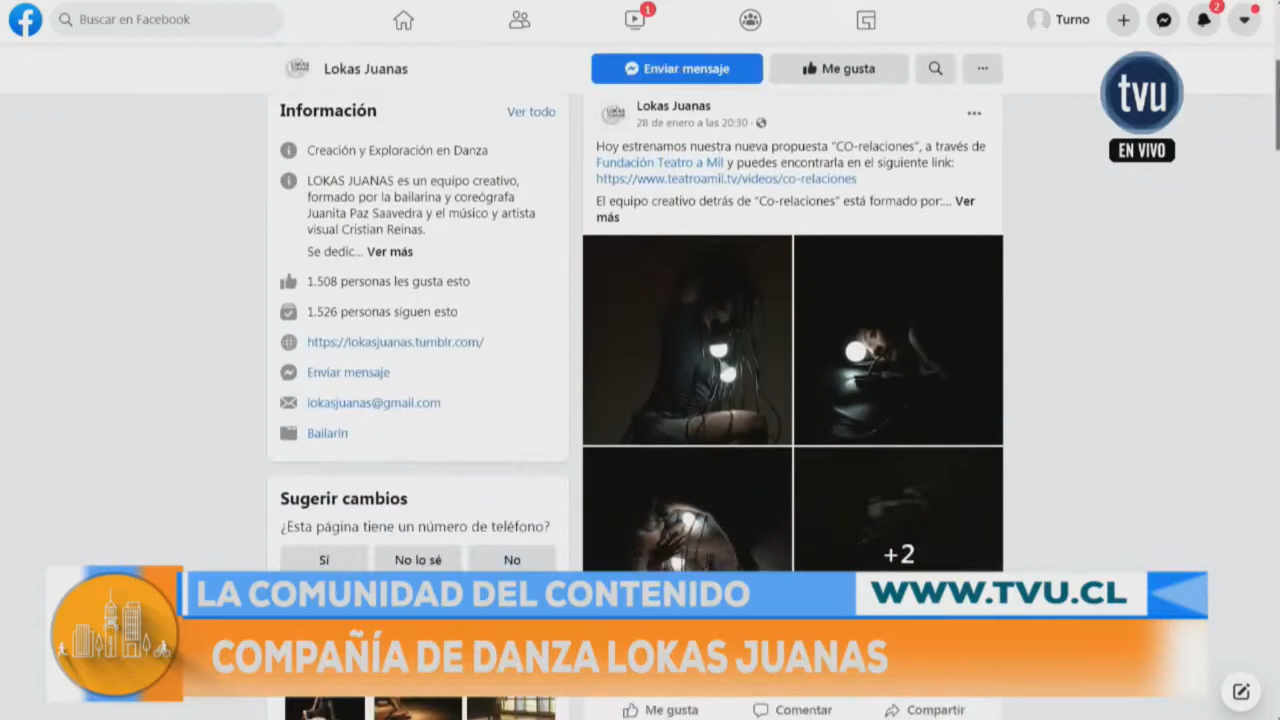 Buscar en Facebook
1
Turno
2
Lokas Juanas
Enviar mensaje
Me gusta
tvu
EN VIVO
Información
Ver todo
Creación y Exploración en Danza
LOKAS JUANAS es un equipo creativo,
formado por la bailarina y coreógrafa
Juanita Paz Saavedra y el músico y artista
visual Cristian Reinas.
Se dedic... Ver más
1.508 personas les gusta esto
1.526 personas siguen esto
https://lokasjuanas.tumblr.com/
Enviar mensaje
lokasjuanas@gmail.com
Bailarín
Sugerir cambios
¿Esta página tiene un número de teléfono?
Sí
No lo sé
No
Lokas Juanas
28 de enero a las 20:30 ·
Hoy estrenamos nuestra nueva propuesta "CO-relaciones", a través de
Fundación Teatro a Mil y puedes encontrarla en el siguiente link:
https://www.teatroamil.tv/videos/co-relaciones
El equipo creativo detrás de "Co-relaciones" está formado por:... Ver
más
+2
LA COMUNIDAD DEL CONTENIDO
WWW.TVU.CL
COMPAÑÍA DE DANZA LOKAS JUANAS
Me gusta
Comentar
Compartir